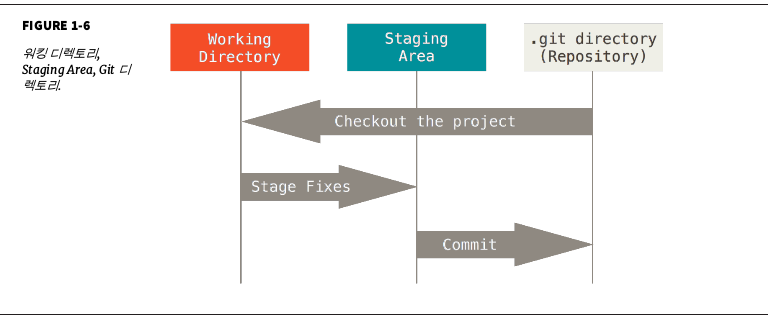 FIGURE 1-6
워킹 디렉토리,
Staging Area, Git 디
렉토리.
Working
Directory
Staging
Area
.git directory
(Repository)
Checkout the project
Stage Fixes
Commit